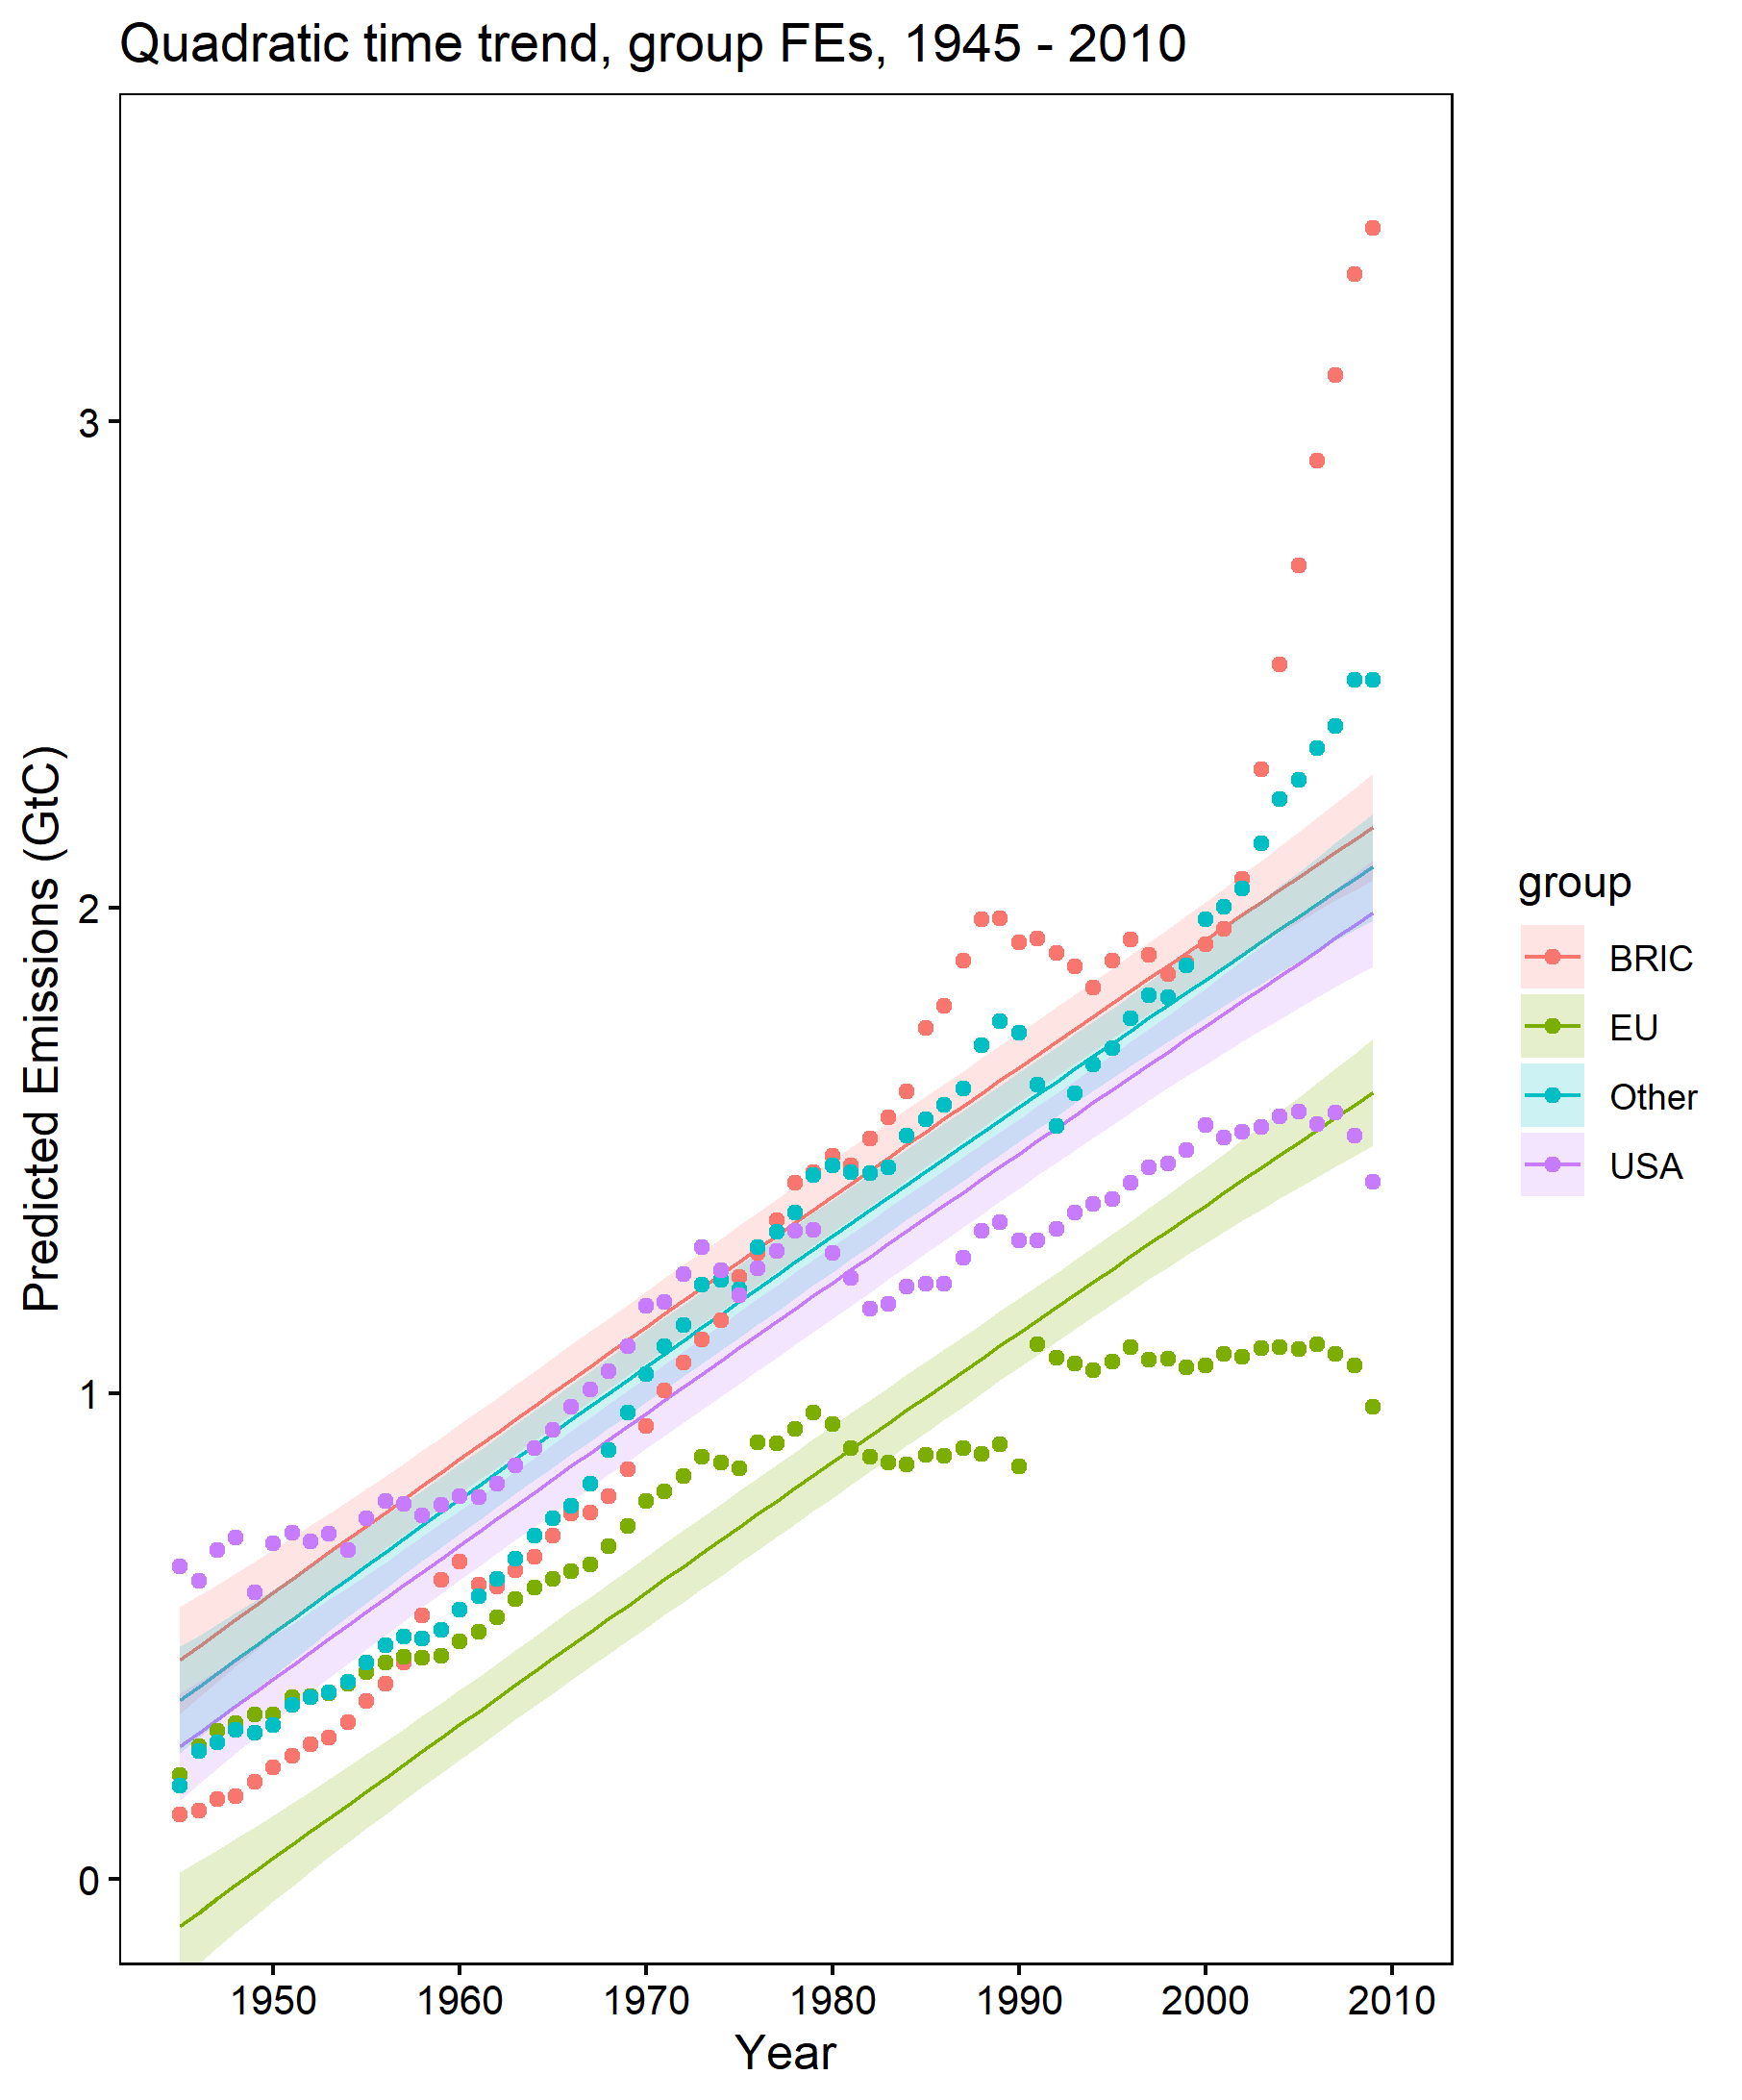 Quadratic time trend, group FEs, 1945 - 2010
Predicted Emissions (GtC)
3
2
1
0
1950 1960 1970 1980 1990 2000 2010
Year
group
BRIC
EU
Other
USA